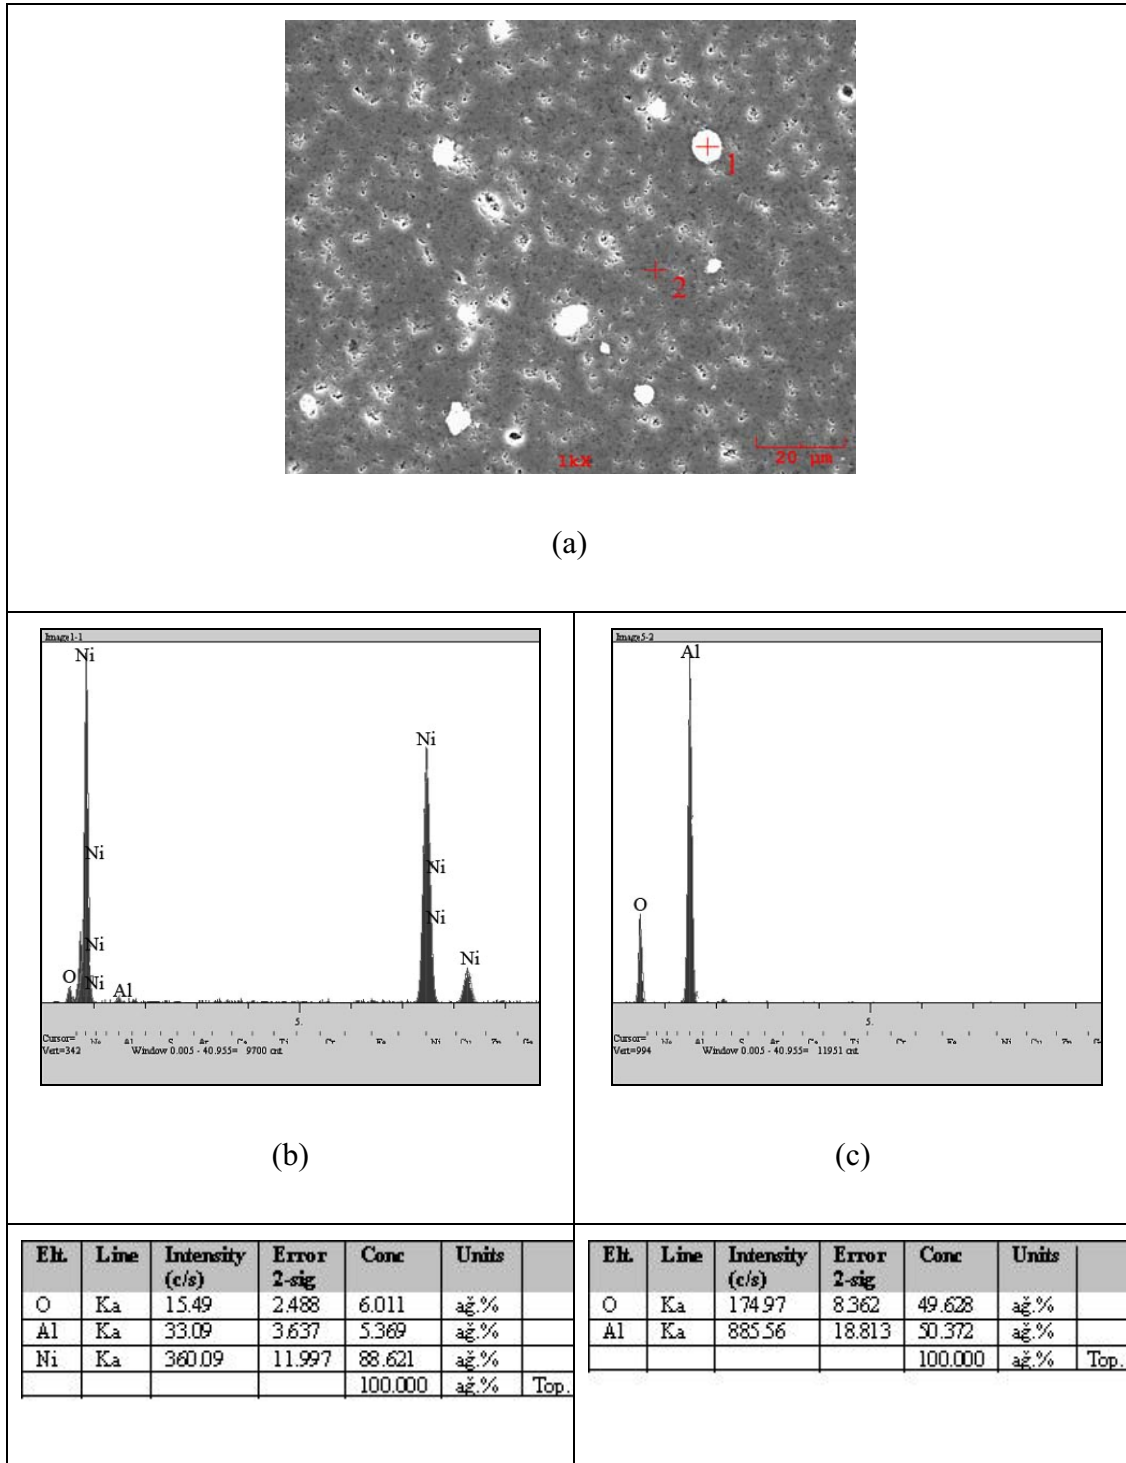 1
2
1kX
20 µm
(a)
Image1-1
Ni
Ni
Ni
Ni
Ni
Ni
Ni
Ni
O
Al
5.
Cursor=
Vert=342 Window 0.005 - 40.955= 9700 cnt
Image5-2
Al
O
5.
Cursor=
Vert=994 Window 0.005 - 40.955= 11951 cnt
(b)
(c)
Elt. Line Intensity (c/s) Error 2-sig Conc Units
O Ka 15.49 2.488 6.011 ağ.%
Al Ka 33.09 3.637 5.369 ağ.%
Ni Ka 360.09 11.997 88.621 ağ.%
100.000 ağ.% Top.
Elt. Line Intensity (c/s) Error 2-sig Conc Units
O Ka 174.97 8.362 49.628 ağ.%
Al Ka 885.56 18.813 50.372 ağ.%
100.000 ağ.% Top.